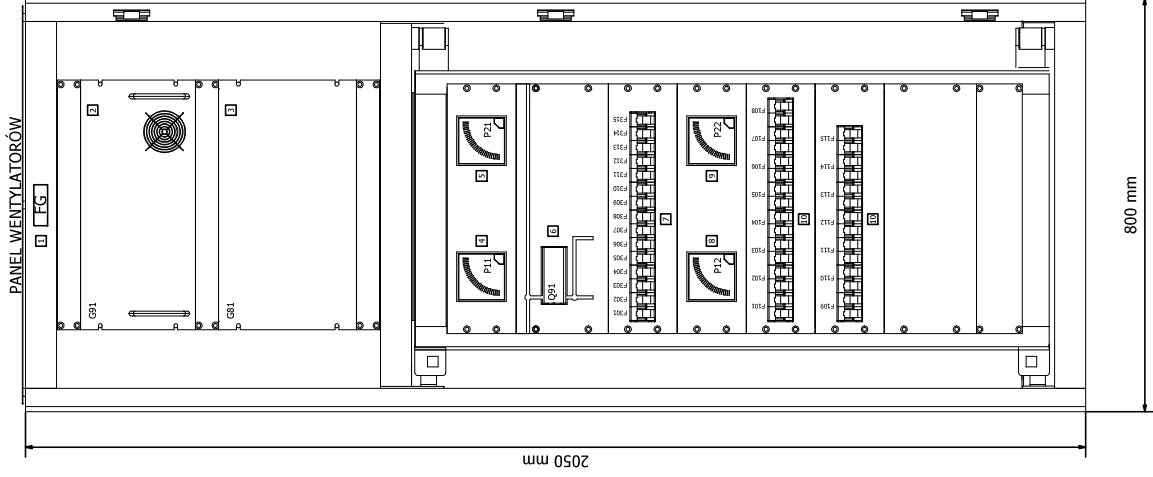 PANEL WENTYLATORÓW
1
FG
G91
2
G81
3
4
P11
5
P21
Q91
6
F301
F302
F303
F304
F305
F306
F307
F308
F309
F310
F311
F312
F313
F314
F315
7
8
P12
9
P22
F101
F102
F103
F104
F105
F106
F107
F108
10
F109
F110
F111
F112
F113
F114
F115
10
800 mm
2050 mm